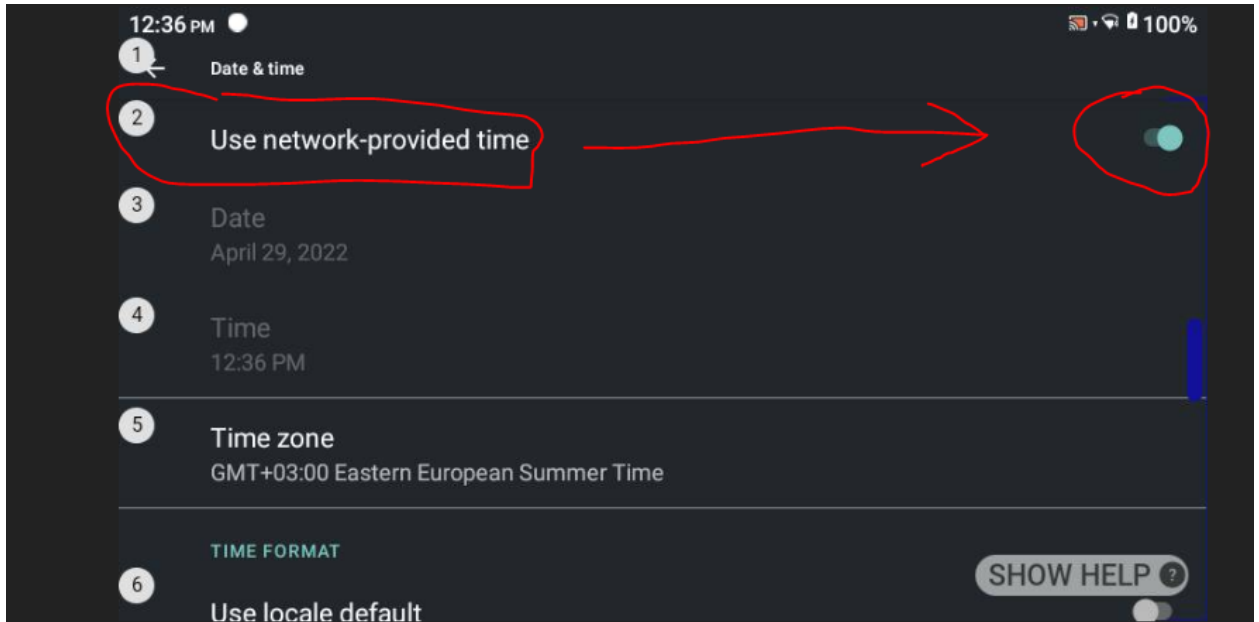 12:36 PM 100%
1
Date & time
2
Use network-provided time
3
Date
April 29, 2022
4
Time
12:36 PM
5
Time zone
GMT+03:00 Eastern European Summer Time
TIME FORMAT
SHOW HELP ?
6
Use locale default